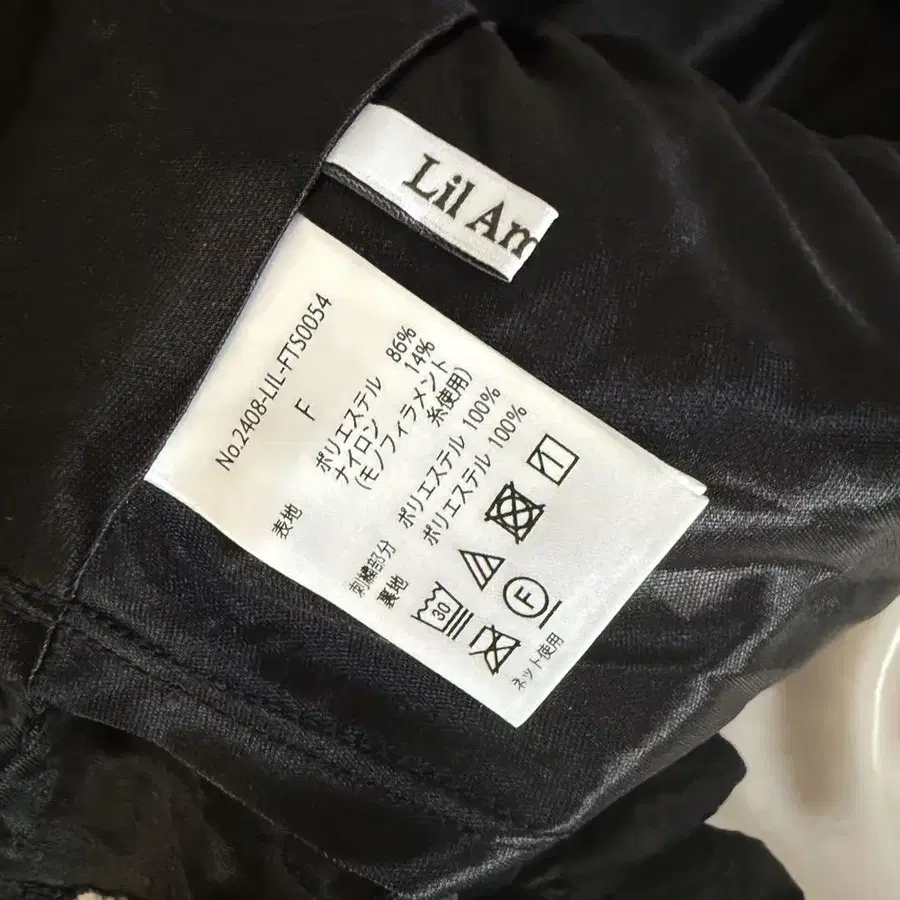 Lil Am
No.2408-LIL-FTS0054
F
表地 ポリエステル 86%
ナイロン 14%
(モノフィラメント
糸使用)
刺繍部分 ポリエステル 100%
裏地 ポリエステル 100%
30
F
ネット使用